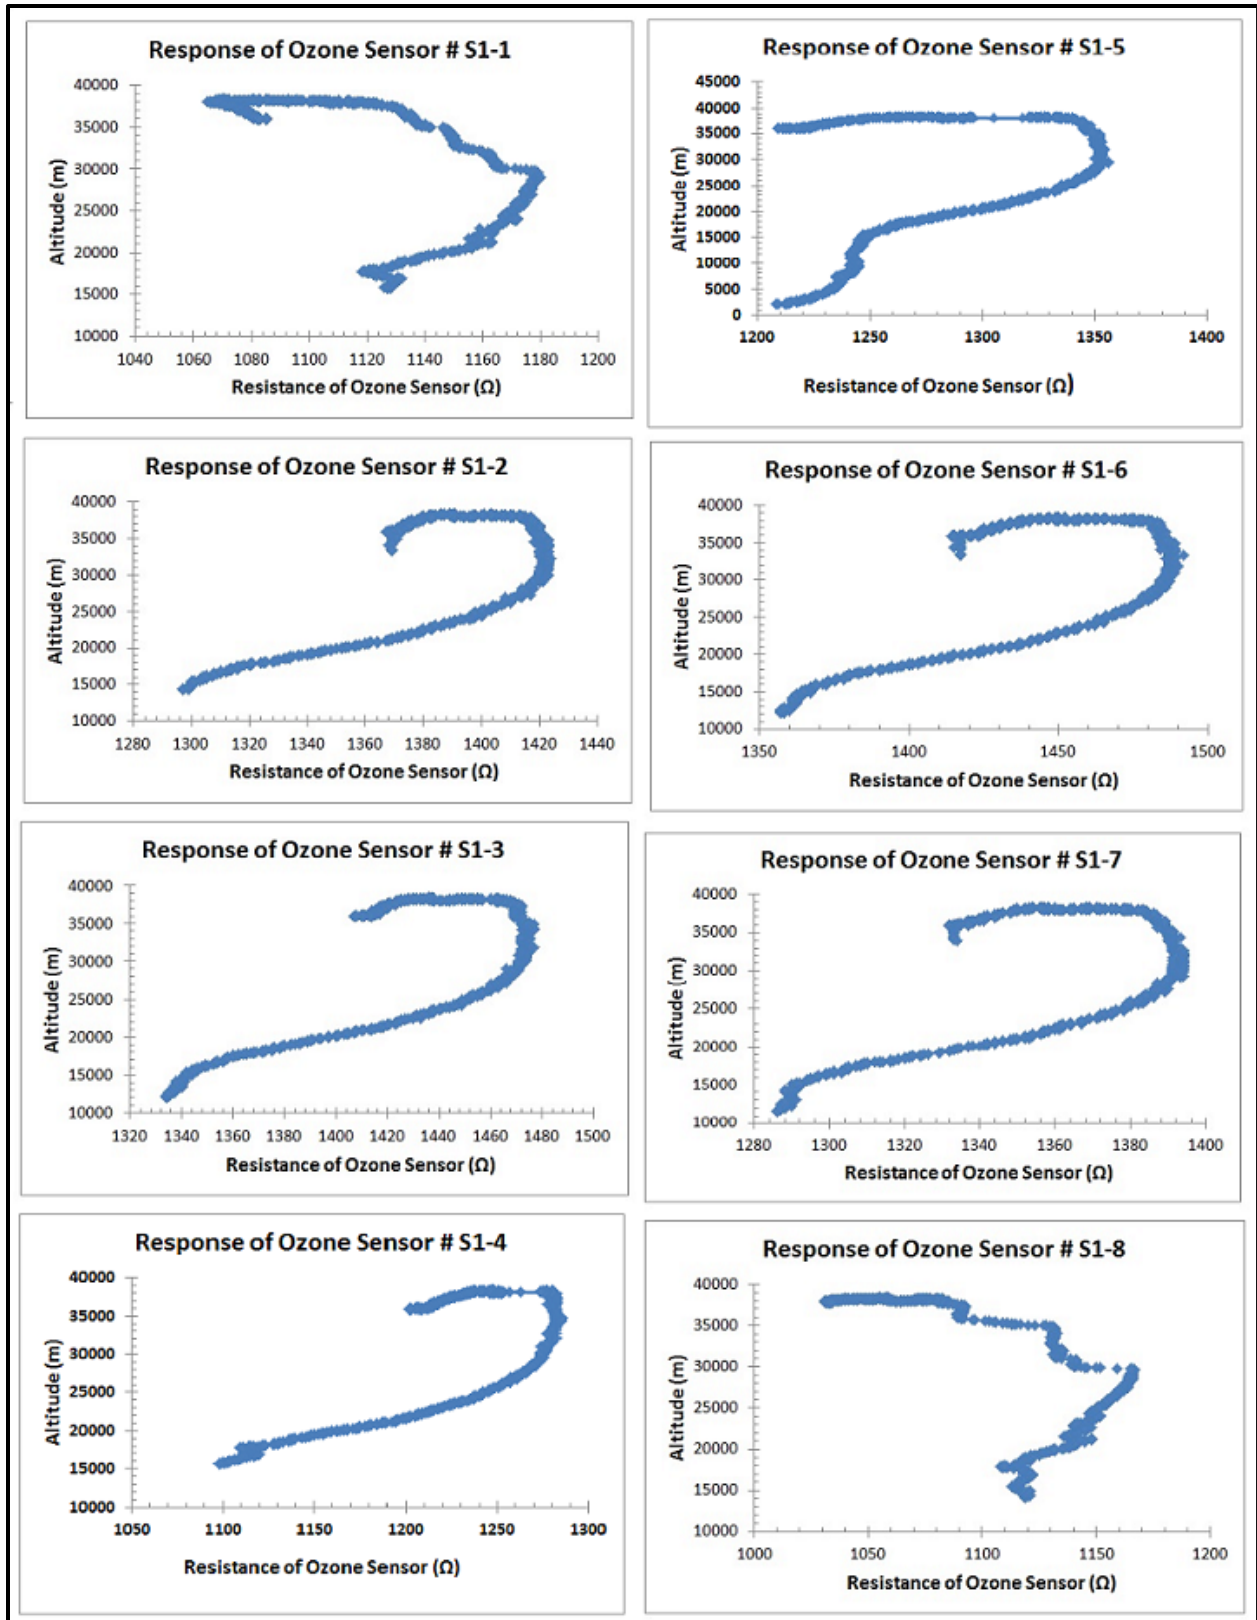 Response of Ozone Sensor # S1-1
Altitude (m)
40000
35000
30000
25000
20000
15000
10000
1040 1060 1080 1100 1120 1140 1160 1180 1200
Resistance of Ozone Sensor (Ω)
Response of Ozone Sensor # S1-5
Altitude (m)
45000
40000
35000
30000
25000
20000
15000
10000
5000
0
1200 1250 1300 1350 1400
Resistance of Ozone Sensor (Ω)
Response of Ozone Sensor # S1-2
Altitude (m)
40000
35000
30000
25000
20000
15000
10000
1280 1300 1320 1340 1360 1380 1400 1420 1440
Resistance of Ozone Sensor (Ω)
Response of Ozone Sensor # S1-6
Altitude (m)
40000
35000
30000
25000
20000
15000
10000
1350 1400 1450 1500
Resistance of Ozone Sensor (Ω)
Response of Ozone Sensor # S1-3
Altitude (m)
40000
35000
30000
25000
20000
15000
10000
1320 1340 1360 1380 1400 1420 1440 1460 1480 1500
Resistance of Ozone Sensor (Ω)
Response of Ozone Sensor # S1-7
Altitude (m)
40000
35000
30000
25000
20000
15000
10000
1280 1300 1320 1340 1360 1380 1400
Resistance of Ozone Sensor (Ω)
Response of Ozone Sensor # S1-4
Altitude (m)
40000
35000
30000
25000
20000
15000
10000
1050 1100 1150 1200 1250 1300
Resistance of Ozone Sensor (Ω)
Response of Ozone Sensor # S1-8
Altitude (m)
40000
35000
30000
25000
20000
15000
10000
1000 1050 1100 1150 1200
Resistance of Ozone Sensor (Ω)